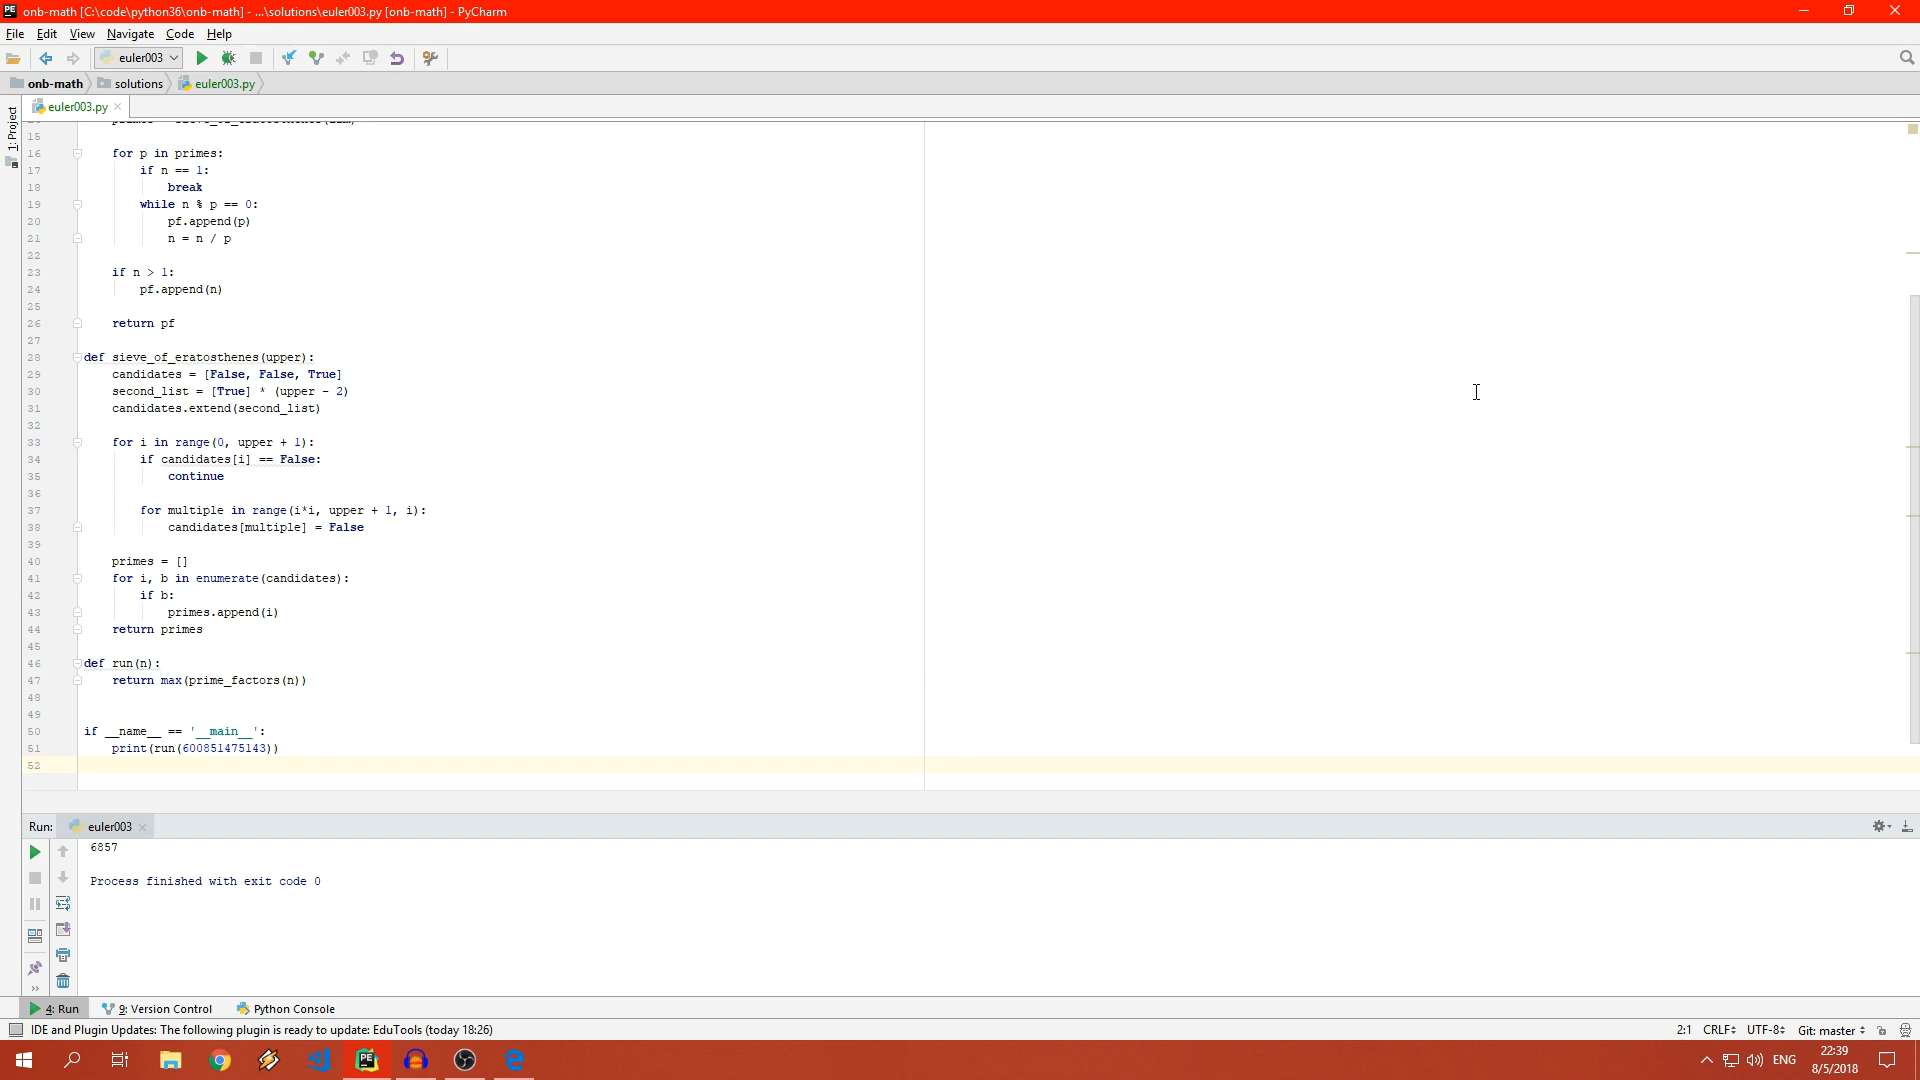 onb-math [C:\code\python36\onb-math] - ...\solutions\euler003.py [onb-math] - PyCharm
File Edit View Navigate Code Help
euler003
onb-math solutions euler003.py
euler003.py
1: Project
15
16 for p in primes:
17 if n == 1:
18 break
19 while n % p == 0:
20 pf.append(p)
21 n = n / p
22
23 if n > 1:
24 pf.append(n)
25
26 return pf
27
28 def sieve_of_eratosthenes(upper):
29 candidates = [False, False, True]
30 second_list = [True] * (upper - 2)
31 candidates.extend(second_list)
32
33 for i in range(0, upper + 1):
34 if candidates[i] == False:
35 continue
36
37 for multiple in range(i*i, upper + 1, i):
38 candidates[multiple] = False
39
40 primes = []
41 for i, b in enumerate(candidates):
42 if b:
43 primes.append(i)
44 return primes
45
46 def run(n):
47 return max(prime_factors(n))
48
49
50 if __name__ == '__main__':
51 print(run(600851475143))
52
Run: euler003
6857
Process finished with exit code 0
4: Run 9: Version Control Python Console
IDE and Plugin Updates: The following plugin is ready to update: EduTools (today 18:26) 2:1 CRLF UTF-8 Git: master
ENG 22:39
8/5/2018